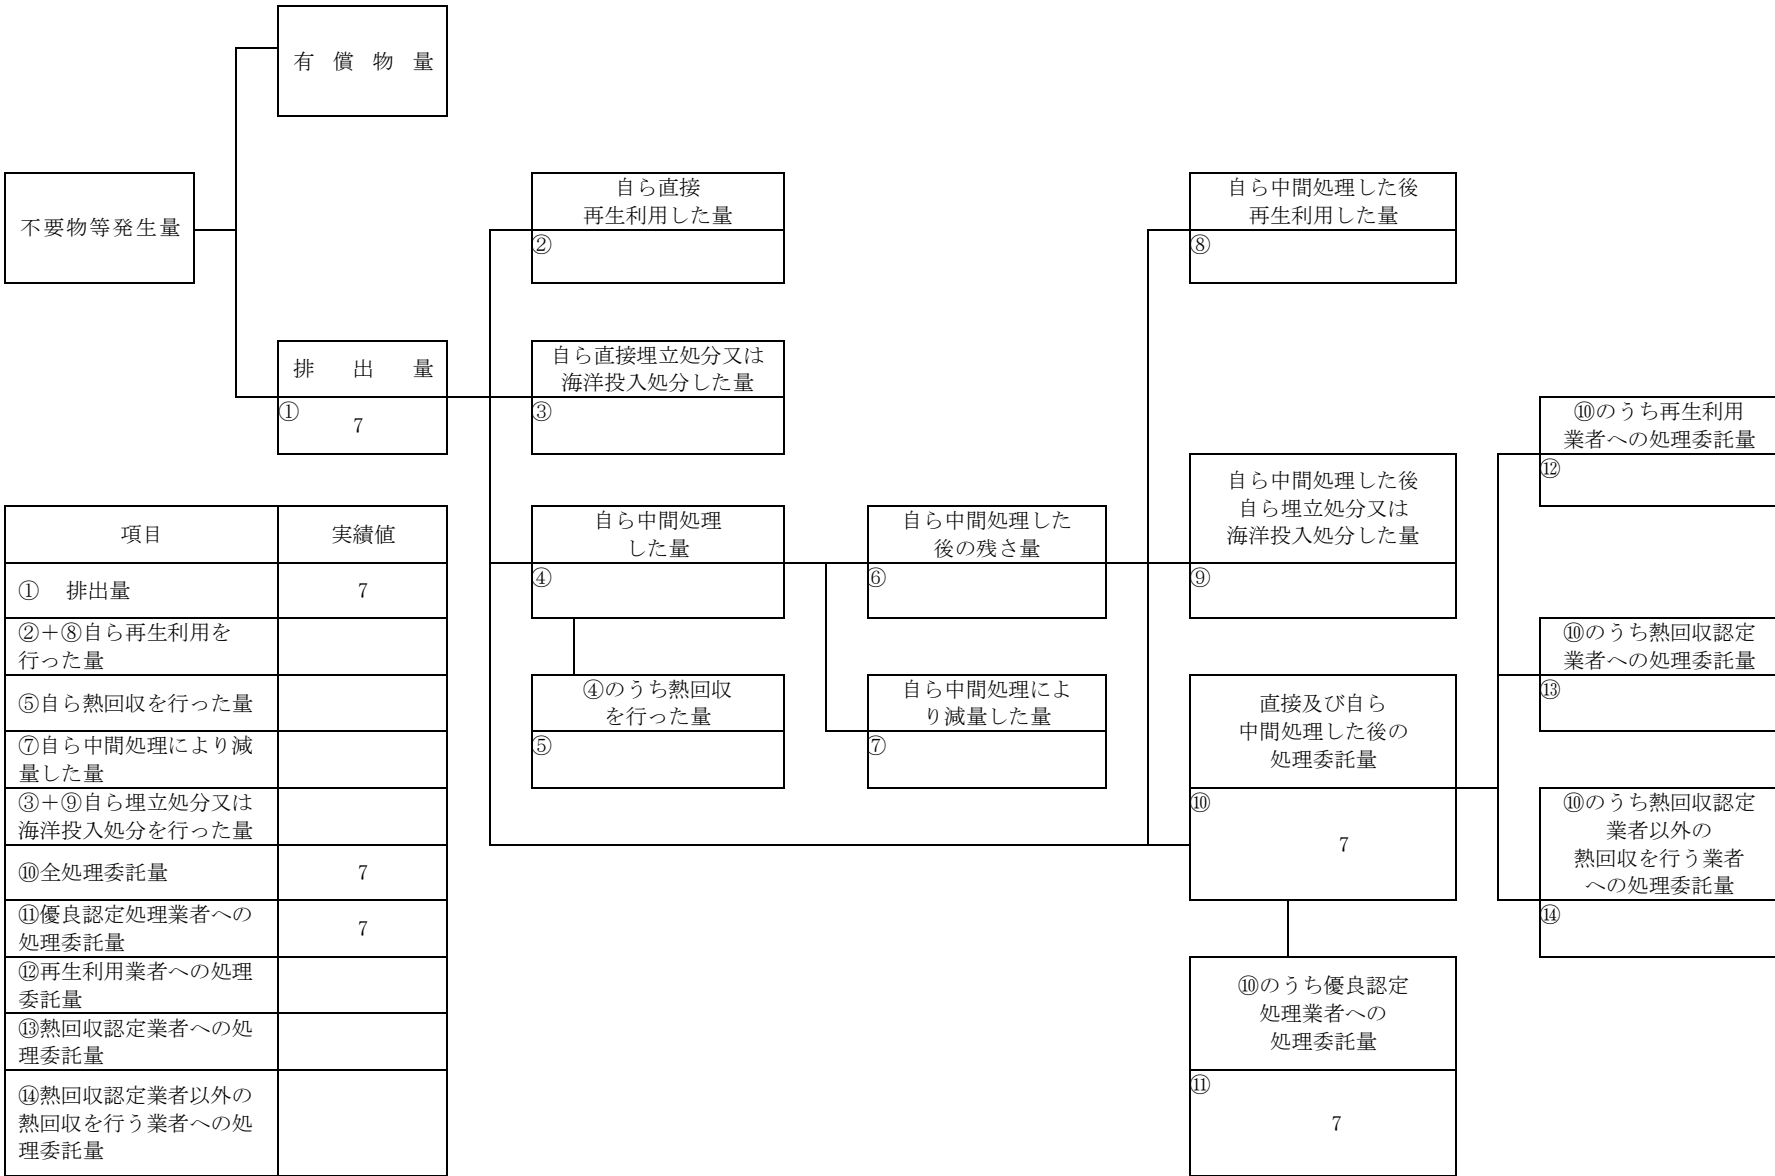 有償物量
不要物等発生量
自ら直接
再生利用した量
②
自ら中間処理した後
再生利用した量
⑧
排出量
①
7
自ら直接埋立処分又は
海洋投入処分した量
③
⑩のうち再生利用
業者への処理委託量
⑫
自ら中間処理した後
自ら埋立処分又は
海洋投入処分した量
⑨
自ら中間処理
した量
④
自ら中間処理した
後の残さ量
⑥
⑩のうち熱回収認定
業者への処理委託量
⑬
④のうち熱回収
を行った量
⑤
自ら中間処理によ
り減量した量
⑦
直接及び自ら
中間処理した後の
処理委託量
⑩
7
⑩のうち熱回収認定
業者以外の
熱回収を行う業者
への処理委託量
⑭
⑩のうち優良認定
処理業者への
処理委託量
⑪
7
項目 実績値
① 排出量 7
②＋⑧自ら再生利用を
行った量
⑤自ら熱回収を行った量
⑦自ら中間処理により減
量した量
③＋⑨自ら埋立処分又は
海洋投入処分を行った量
⑩全処理委託量 7
⑪優良認定処理業者への
処理委託量 7
⑫再生利用業者への処理
委託量
⑬熱回収認定業者への処
理委託量
⑭熱回収認定業者以外の
熱回収を行う業者への処
理委託量